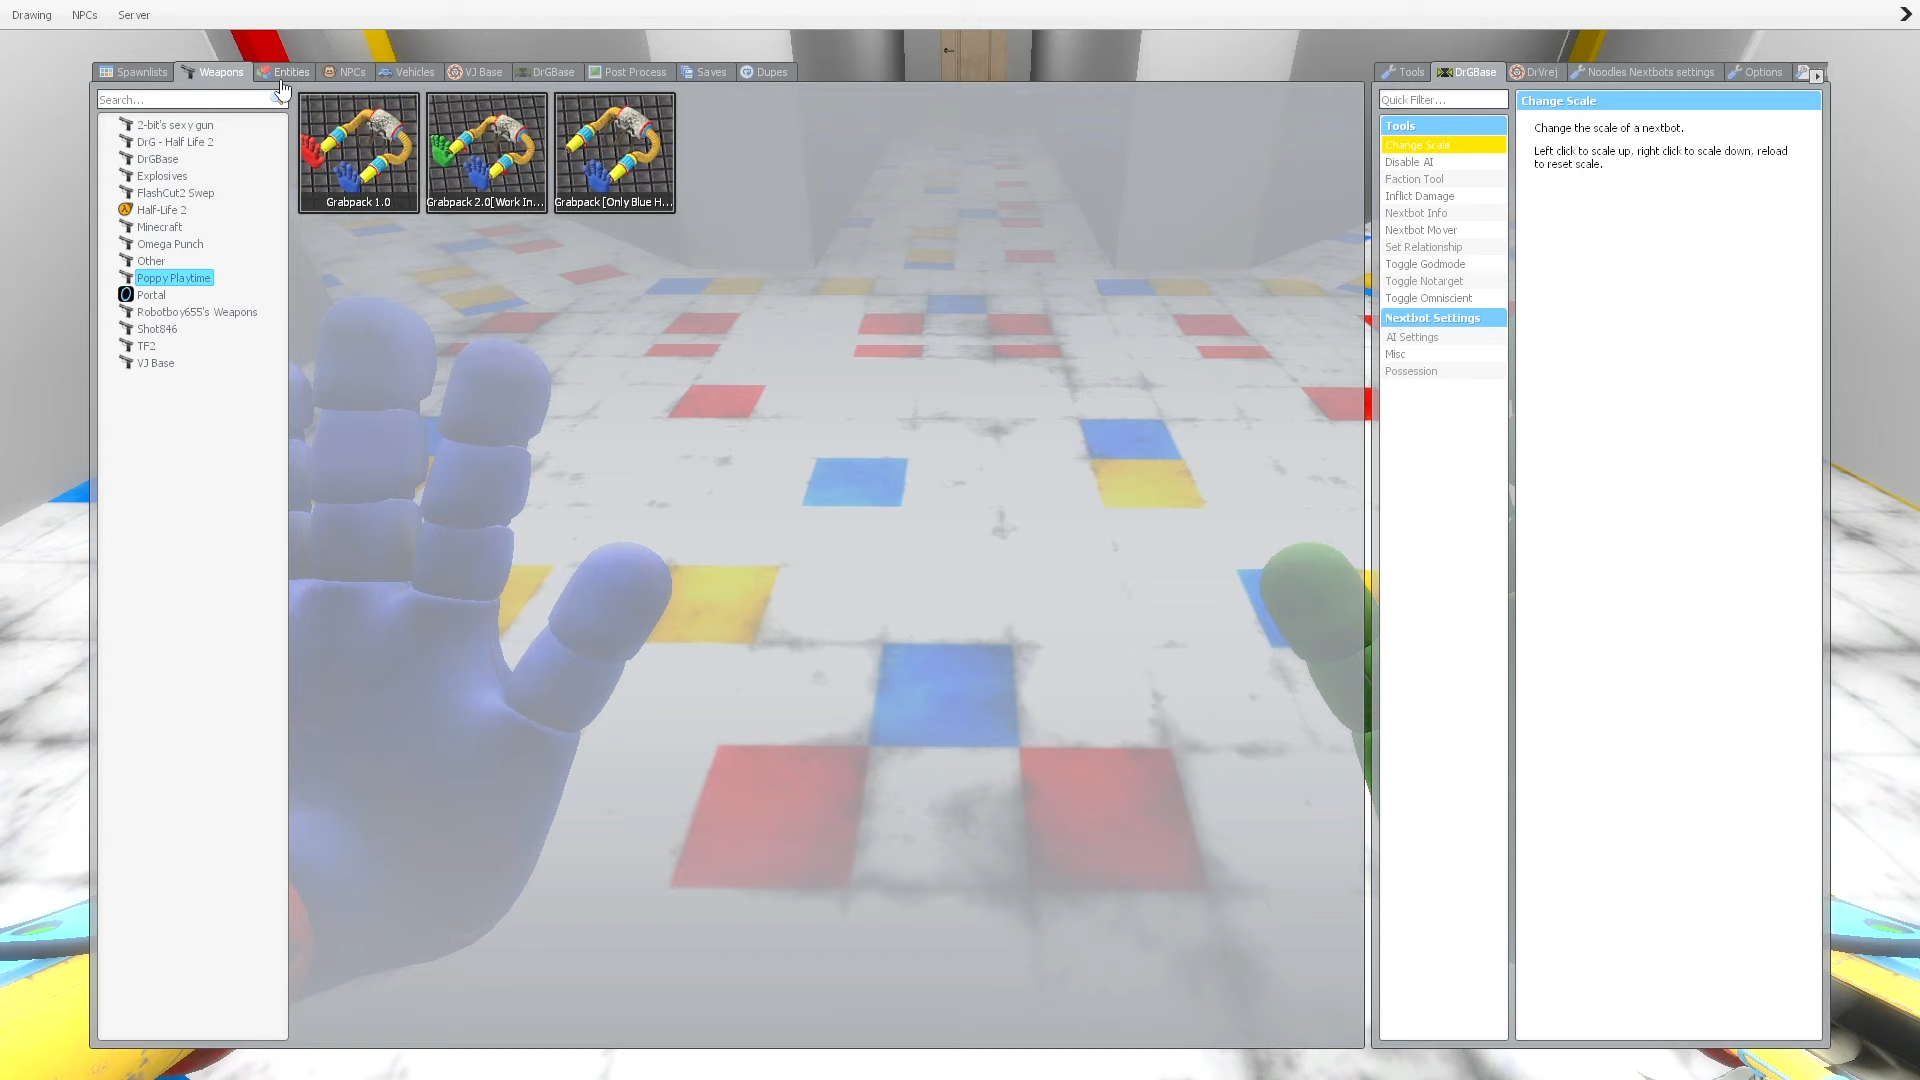 Drawing NPCs Server
Spawnlists Weapons Entities NPCs Vehicles VJ Base DrGBase Post Process Saves Dupes
Search...
2-bit's sexy gun
DrG - Half Life 2
DrGBase
Explosives
FlashCut2 Swep
Half-Life 2
Minecraft
Omega Punch
Other
Poppy Playtime
Portal
Robotboy655's Weapons
Shot846
TF2
VJ Base
Grabpack 1.0
Grabpack 2.0[Work In...
Grabpack [Only Blue H...
Tools DrGBase DrVrej Noodles Nextbots settings Options
Quick Filter...
Tools
Change Scale
Disable AI
Faction Tool
Inflict Damage
Nextbot Info
Nextbot Mover
Set Relationship
Toggle Godmode
Toggle Notarget
Toggle Omniscient
Nextbot Settings
AI Settings
Misc
Possession
Change Scale
Change the scale of a nextbot.
Left click to scale up, right click to scale down, reload
to reset scale.